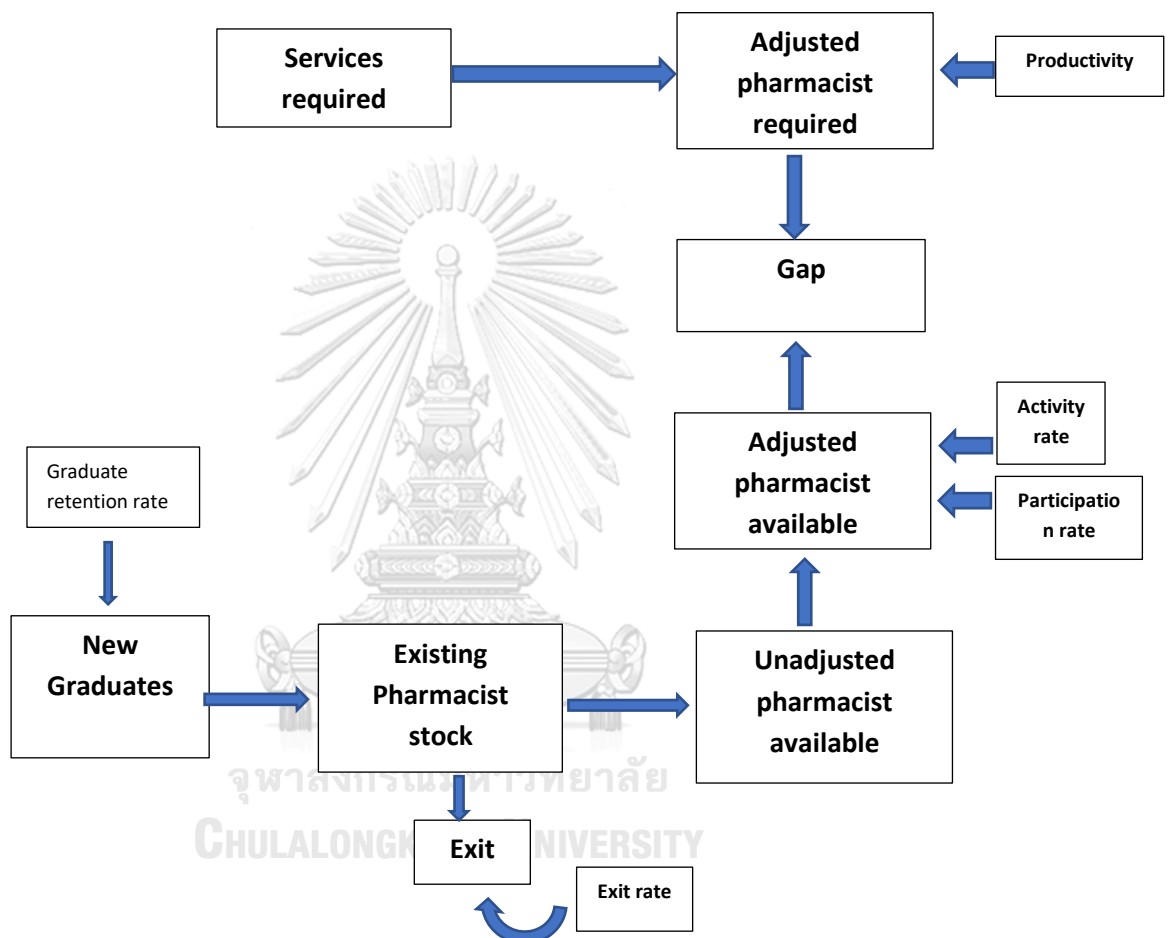 Services
required
Adjusted
pharmacist
required
Productivity
Gap
Activity
rate
Adjusted
pharmacist
available
Participatio
n rate
Graduate
retention rate
New
Graduates
Existing
Pharmacist
stock
Unadjusted
pharmacist
available
จุฬาลงกรณ์มหาวิทยาลัย
CHULALONGK NIVERSITY
Exit
Exit rate